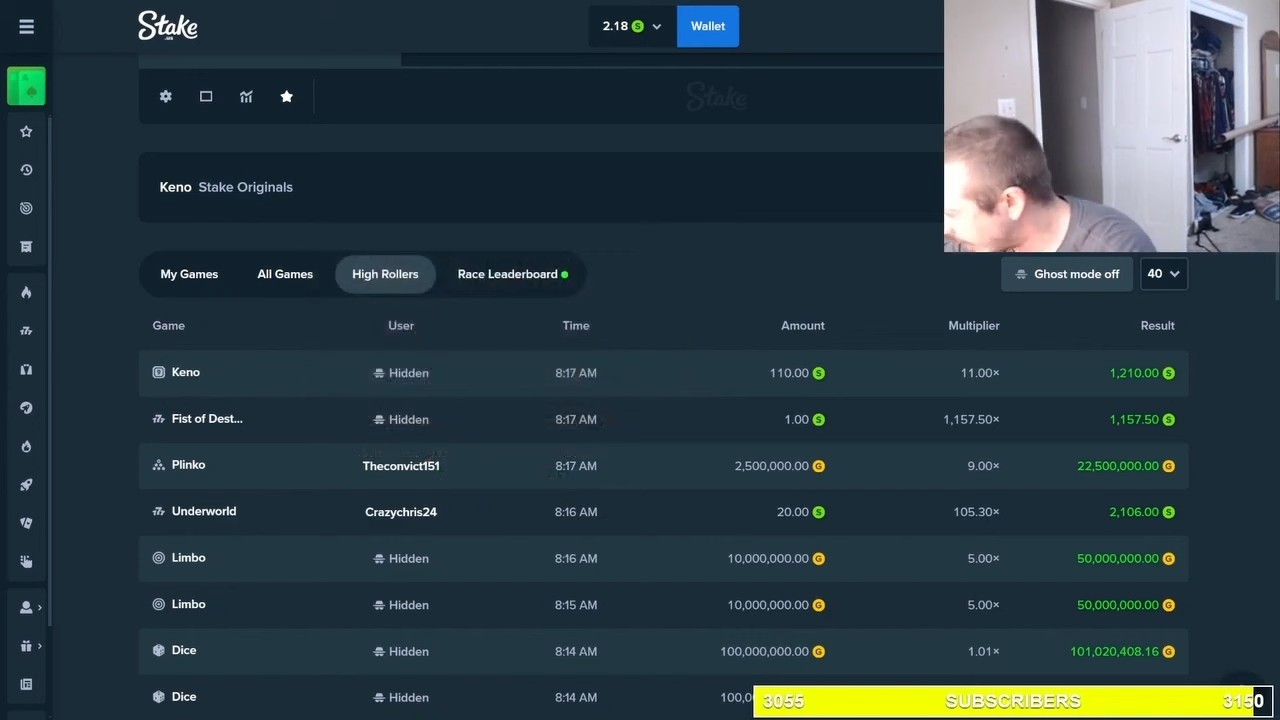 Stake
.us
2.18 S
Wallet
Stake
Keno Stake Originals
My Games All Games High Rollers Race Leaderboard
Ghost mode off 40
Game User Time Amount Multiplier Result
Keno Hidden 8:17 AM 110.00 S 11.00× 1,210.00 S
Fist of Dest... Hidden 8:17 AM 1.00 S 1,157.50× 1,157.50 S
Plinko Theconvict151 8:17 AM 2,500,000.00 G 9.00× 22,500,000.00 G
Underworld Crazychris24 8:16 AM 20.00 S 105.30× 2,106.00 S
Limbo Hidden 8:16 AM 10,000,000.00 G 5.00× 50,000,000.00 G
Limbo Hidden 8:15 AM 10,000,000.00 G 5.00× 50,000,000.00 G
Dice Hidden 8:14 AM 100,000,000.00 G 1.01× 101,020,408.16 G
Dice Hidden 8:14 AM 100,0
3055 SUBSCRIBERS 3150